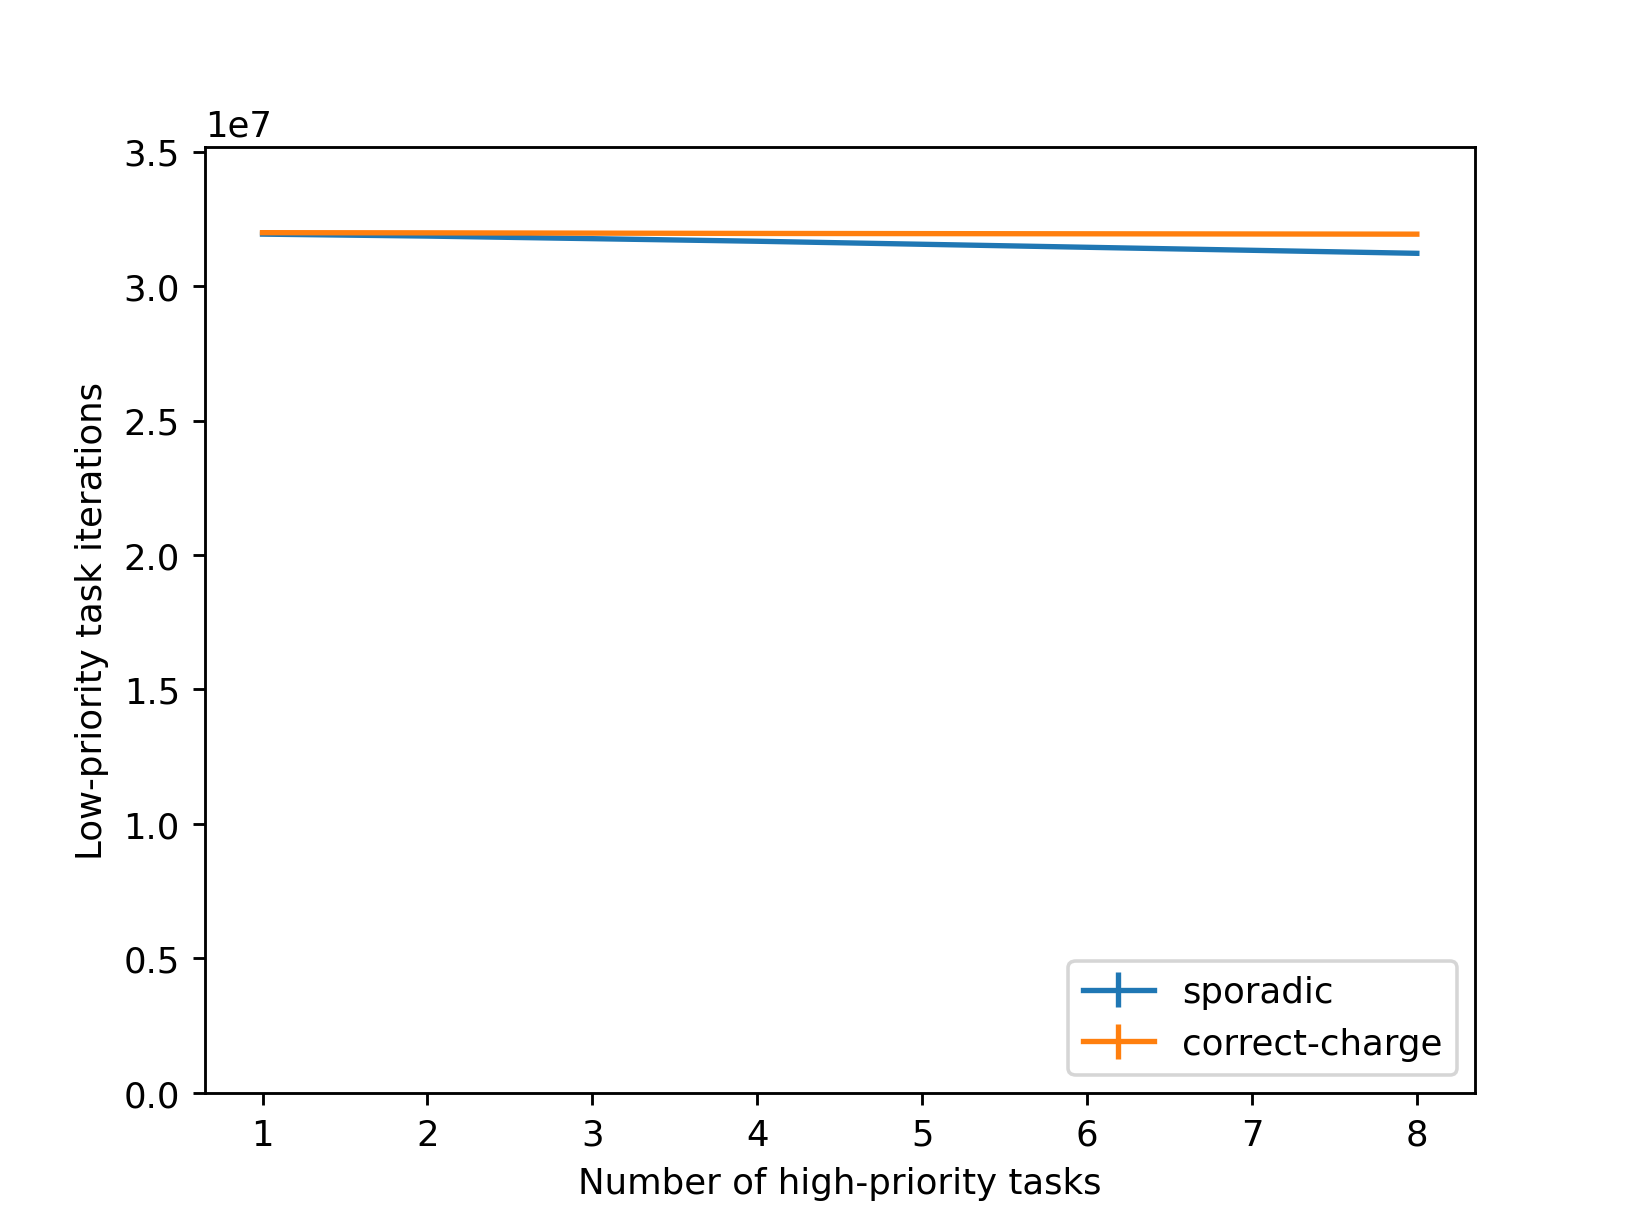 1e7
3.5
3.0
2.5
2.0
1.5
1.0
0.5
0.0
Low-priority task iterations
sporadic
correct-charge
1 2 3 4 5 6 7 8
Number of high-priority tasks